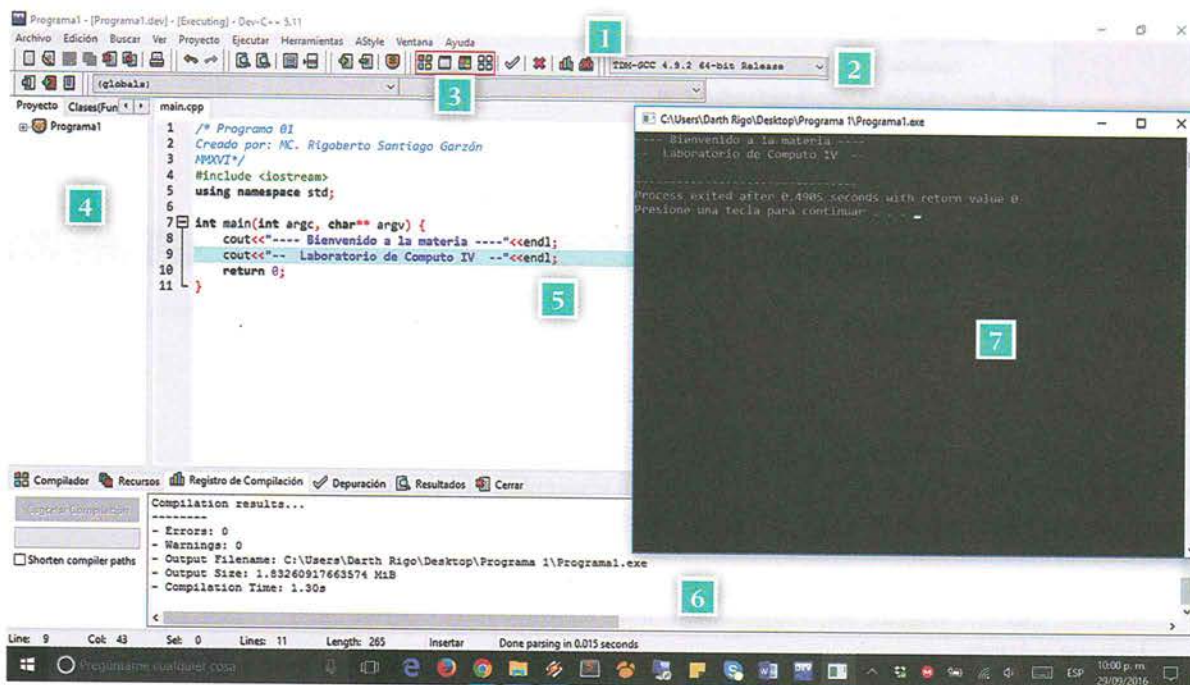 Programa1 - [Programa1.dev] - [Executing] - Dev-C++ 5.11
Archivo Edición Buscar Ver Proyecto Ejecutar Herramientas AStyle Ventana Ayuda
1
TDM-GCC 4.9.2 64-bit Release
2
(globals)
3
Proyecto Clases(Fun
main.cpp
Programa1
4
1 /* Programa 01
2 Creado por: MC. Rigoberto Santiago Garzón
3 MMXVI*/
4 #include <iostream>
5 using namespace std;
6
7 int main(int argc, char** argv) {
8 cout<<"---- Bienvenido a la materia ----"<<endl;
9 cout<<"-- Laboratorio de Computo IV --"<<endl;
10 return 0;
11 }
5
C:\Users\Darth Rigo\Desktop\Programa 1\Programa1.exe
---- Bienvenido a la materia ----
-- Laboratorio de Computo IV --
--------------------------------
Process exited after 0.4905 seconds with return value 0
Presione una tecla para continuar . . .
7
Compilador Recursos Registro de Compilación Depuración Resultados Cerrar
Cancelar Compilación
Shorten compiler paths
Compilation results...
--------
- Errors: 0
- Warnings: 0
- Output Filename: C:\Users\Darth Rigo\Desktop\Programa 1\Programa1.exe
- Output Size: 1.83260917663574 MiB
- Compilation Time: 1.30s
6
Line: 9 Col: 43 Sel: 0 Lines: 11 Length: 265 Insertar Done parsing in 0.015 seconds
Pregúntame cualquier cosa
ESP
10:00 p. m.
29/09/2016